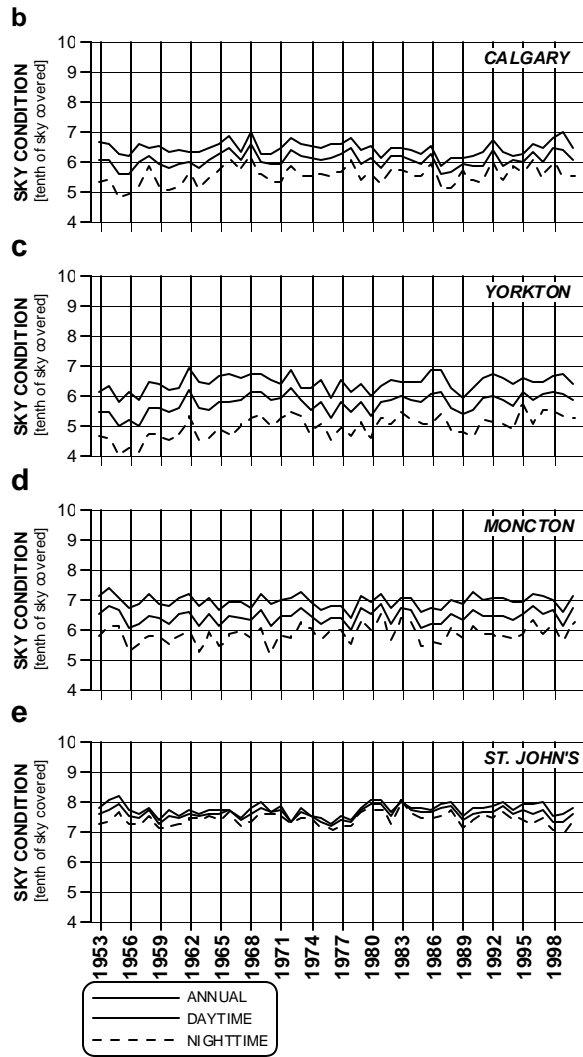 b
10
9
8
7
6
5
4
SKY CONDITION
[tenth of sky covered]
CALGARY
c
10
9
8
7
6
5
4
SKY CONDITION
[tenth of sky covered]
YORKTON
d
10
9
8
7
6
5
4
SKY CONDITION
[tenth of sky covered]
MONCTON
e
10
9
8
7
6
5
4
SKY CONDITION
[tenth of sky covered]
ST. JOHN'S
1953 1956 1959 1962 1965 1968 1971 1974 1977 1980 1983 1986 1989 1992 1995 1998
ANNUAL
DAYTIME
NIGHTTIME